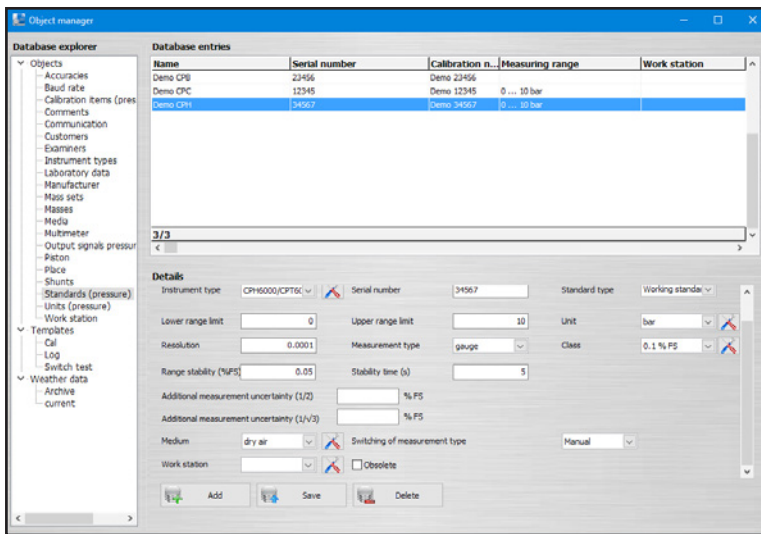 Object manager
Database explorer
Objects
Accuracies
Baud rate
Calibration items (pres
Comments
Communication
Customers
Examiners
Instrument types
Laboratory data
Manufacturer
Mass sets
Masses
Media
Multimeter
Output signals pressur
Piston
Place
Shunts
Standards (pressure)
Units (pressure)
Work station
Templates
Cal
Log
Switch test
Weather data
Archive
current
Database entries
Name Serial number Calibration n... Measuring range Work station
Demo CPB 23456 Demo 23456
Demo CPC 12345 Demo 12345 0 ... 10 bar
Demo CPH 34567 Demo 34567 0 ... 10 bar
3/3
Details
Instrument type CPH6000/CPT6( Serial number 34567 Standard type Working standar
Lower range limit 0 Upper range limit 10 Unit bar
Resolution 0.0001 Measurement type gauge Class 0.1 % FS
Range stability (%FS) 0.05 Stability time (s) 5
Additional measurement uncertainty (1/2) % FS
Additional measurement uncertainty (1/√3) % FS
Medium dry air Switching of measurement type Manual
Work station Obsolete
Add Save Delete